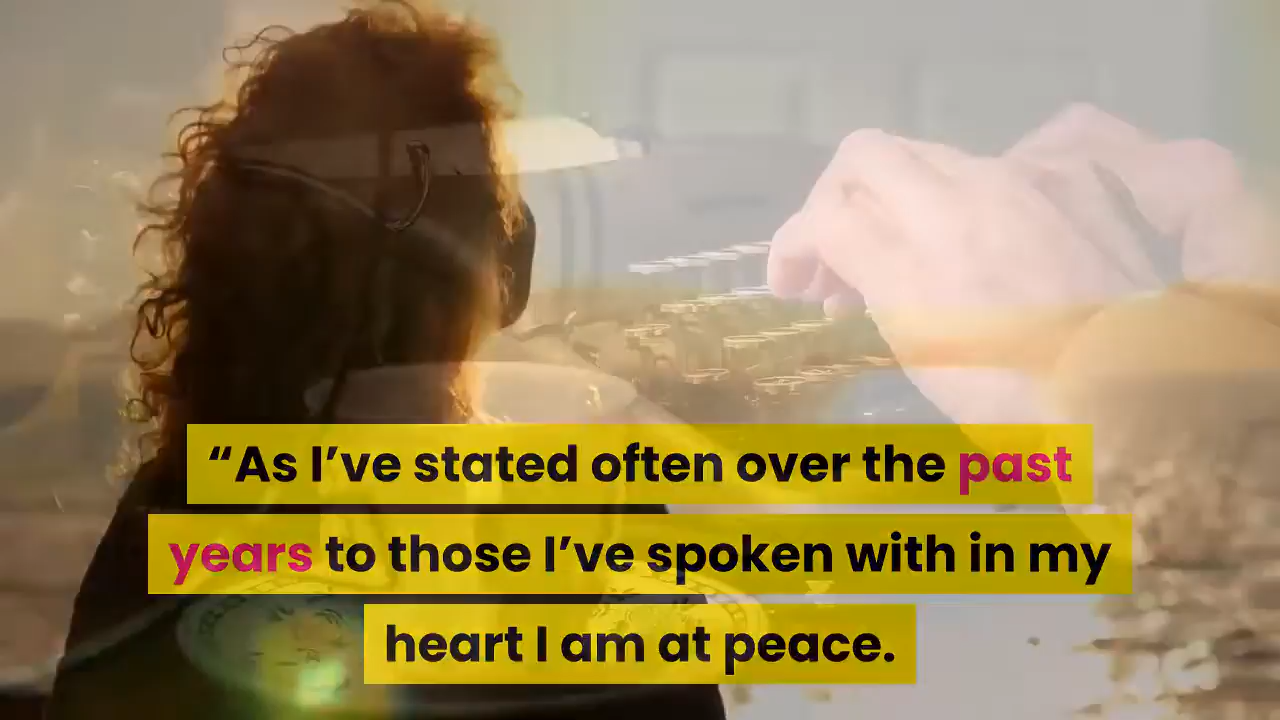 “As I’ve stated often over the past
years to those I’ve spoken with in my
heart I am at peace.